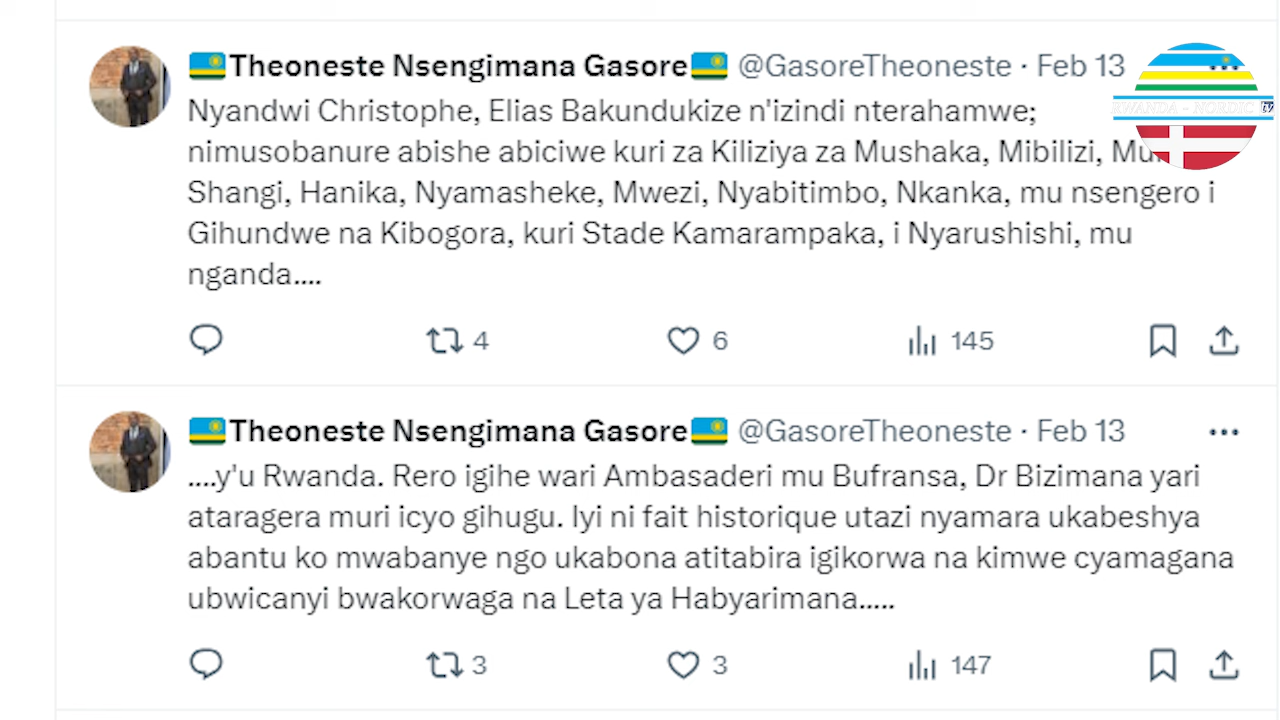 Theoneste Nsengimana Gasore @GasoreTheoneste · Feb 13
RWANDA - NORDIC tv
Nyandwi Christophe, Elias Bakundukize n'izindi nterahamwe;
nimusobanure abishe abiciwe kuri za Kiliziya za Mushaka, Mibilizi,
Shangi, Hanika, Nyamasheke, Mwezi, Nyabitimbo, Nkanka, mu nsengero i
Gihundwe na Kibogora, kuri Stade Kamarampaka, i Nyarushishi, mu
nganda....
4 6 145
Theoneste Nsengimana Gasore @GasoreTheoneste · Feb 13
....y'u Rwanda. Rero igihe wari Ambasaderi mu Bufransa, Dr Bizimana yari
ataragera muri icyo gihugu. Iyi ni fait historique utazi nyamara ukabeshya
abantu ko mwabanye ngo ukabona atitabira igikorwa na kimwe cyamagana
ubwicanyi bwakorwaga na Leta ya Habyarimana.....
3 3 147